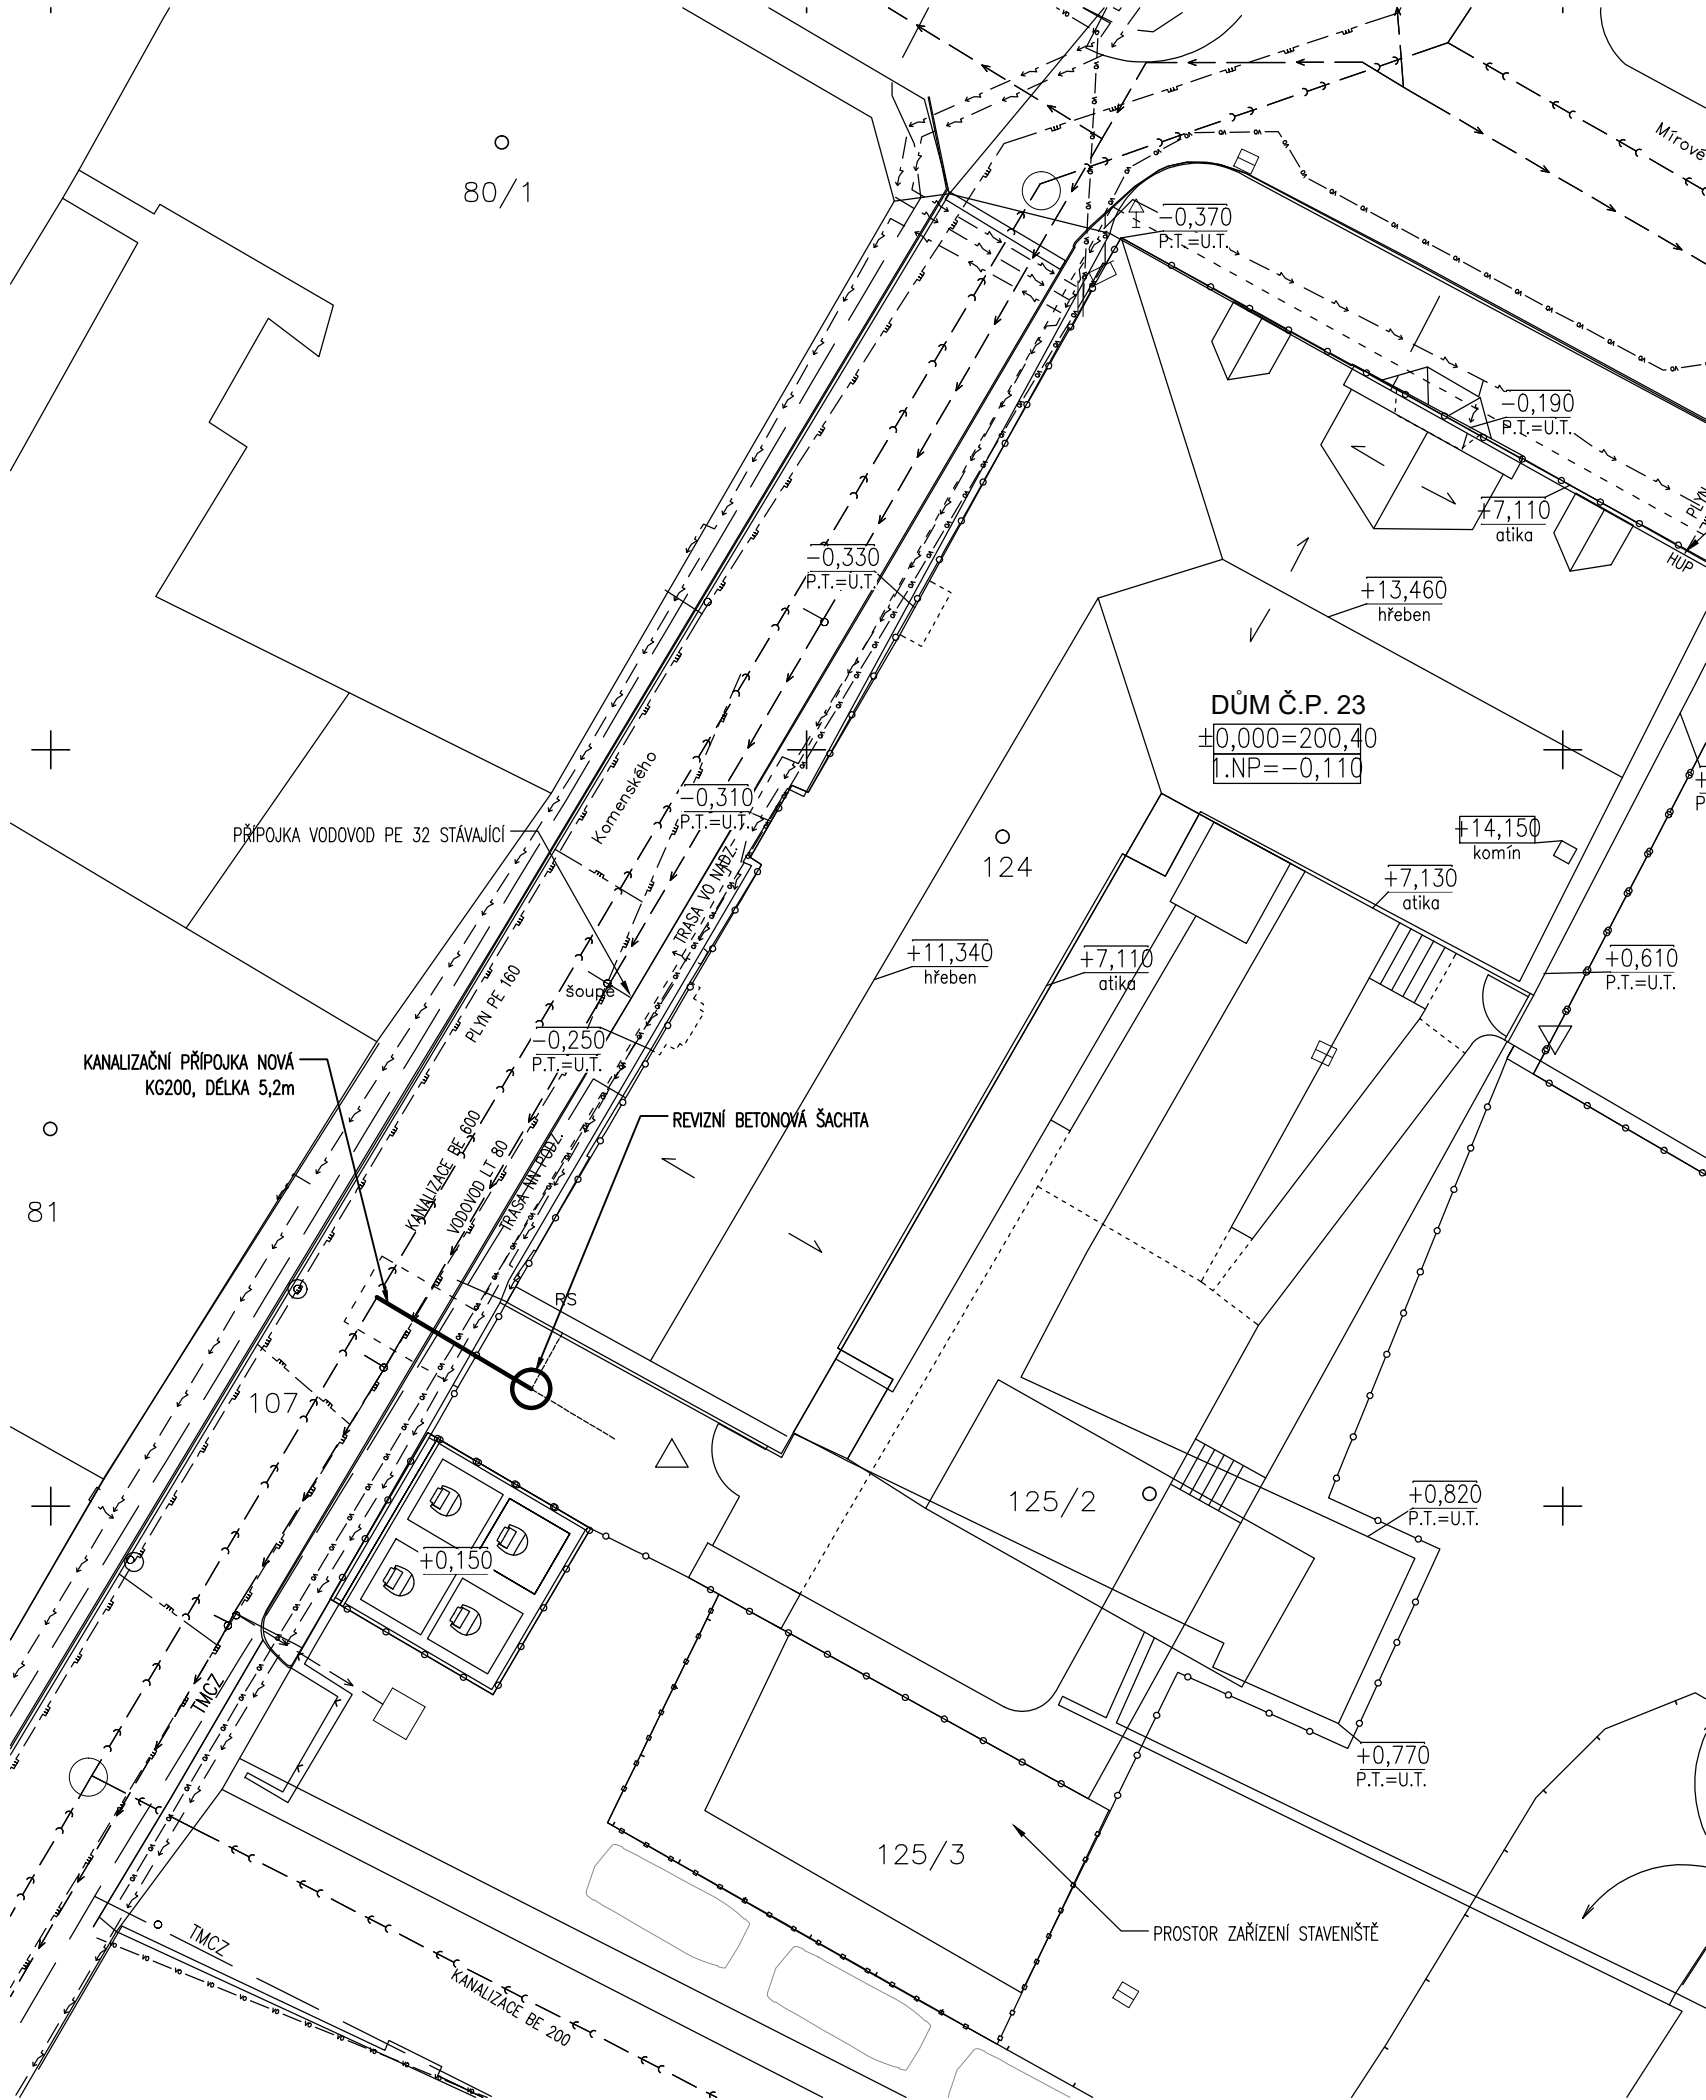 Mírové
80/1
-0,370
P.T.=U.T.
-0,190
P.T.=U.T.
+7,110
atika
PLYN
HUP
-0,330
P.T.=U.T.
+13,460
hřeben
DŮM Č.P. 23
±0,000=200,40
1.NP=-0,110
Komenského
-0,310
P.T.=U.T.
PŘÍPOJKA VODOVOD PE 32 STÁVAJÍCÍ
TRASA VO NADZ.
124
+14,150
komín
+7,130
atika
+11,340
hřeben
+7,110
atika
+0,610
P.T.=U.T.
šoupě
PLYN PE 160
-0,250
P.T.=U.T.
KANALIZAČNÍ PŘÍPOJKA NOVÁ
KG200, DÉLKA 5,2m
REVIZNÍ BETONOVÁ ŠACHTA
KANALIZACE BE 600
VODOVOD LT 80
TRASA NN PODZ.
81
RS
107
125/2
+0,820
P.T.=U.T.
+0,150
TMCZ
+0,770
P.T.=U.T.
125/3
PROSTOR ZAŘÍZENÍ STAVENIŠTĚ
TMCZ
KANALIZACE BE 200